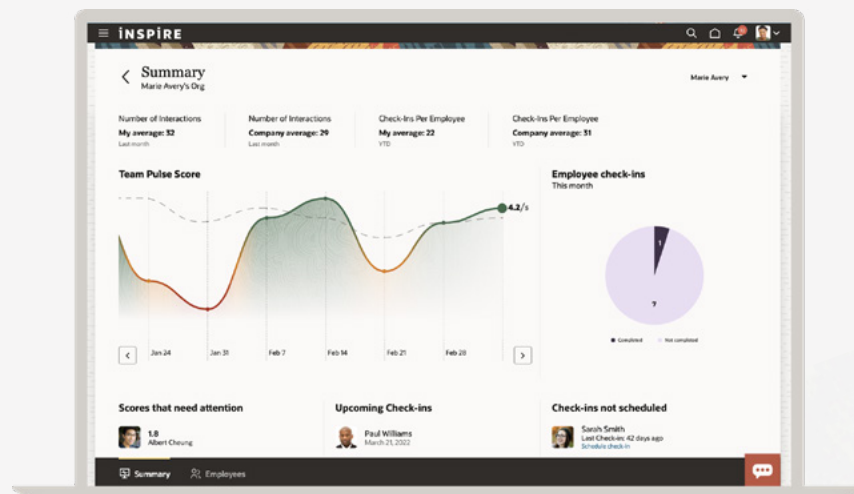 INSPIRE
Summary
Marie Avery's Org
Marie Avery
Number of Interactions
My average: 32
Last month
Number of Interactions
Company average: 29
Last month
Check-Ins Per Employee
My average: 22
YTD
Check-Ins Per Employee
Company average: 31
YTD
Team Pulse Score
4.2/5
Jan 24
Jan 31
Feb 7
Feb 14
Feb 21
Feb 28
Employee check-ins
This month
1
7
Completed
Not completed
Scores that need attention
1.8
Albert Cheung
Upcoming Check-ins
Paul Williams
March 21, 2022
Check-ins not scheduled
Sarah Smith
Last Check-in: 42 days ago
Schedule check-in
Summary
Employees